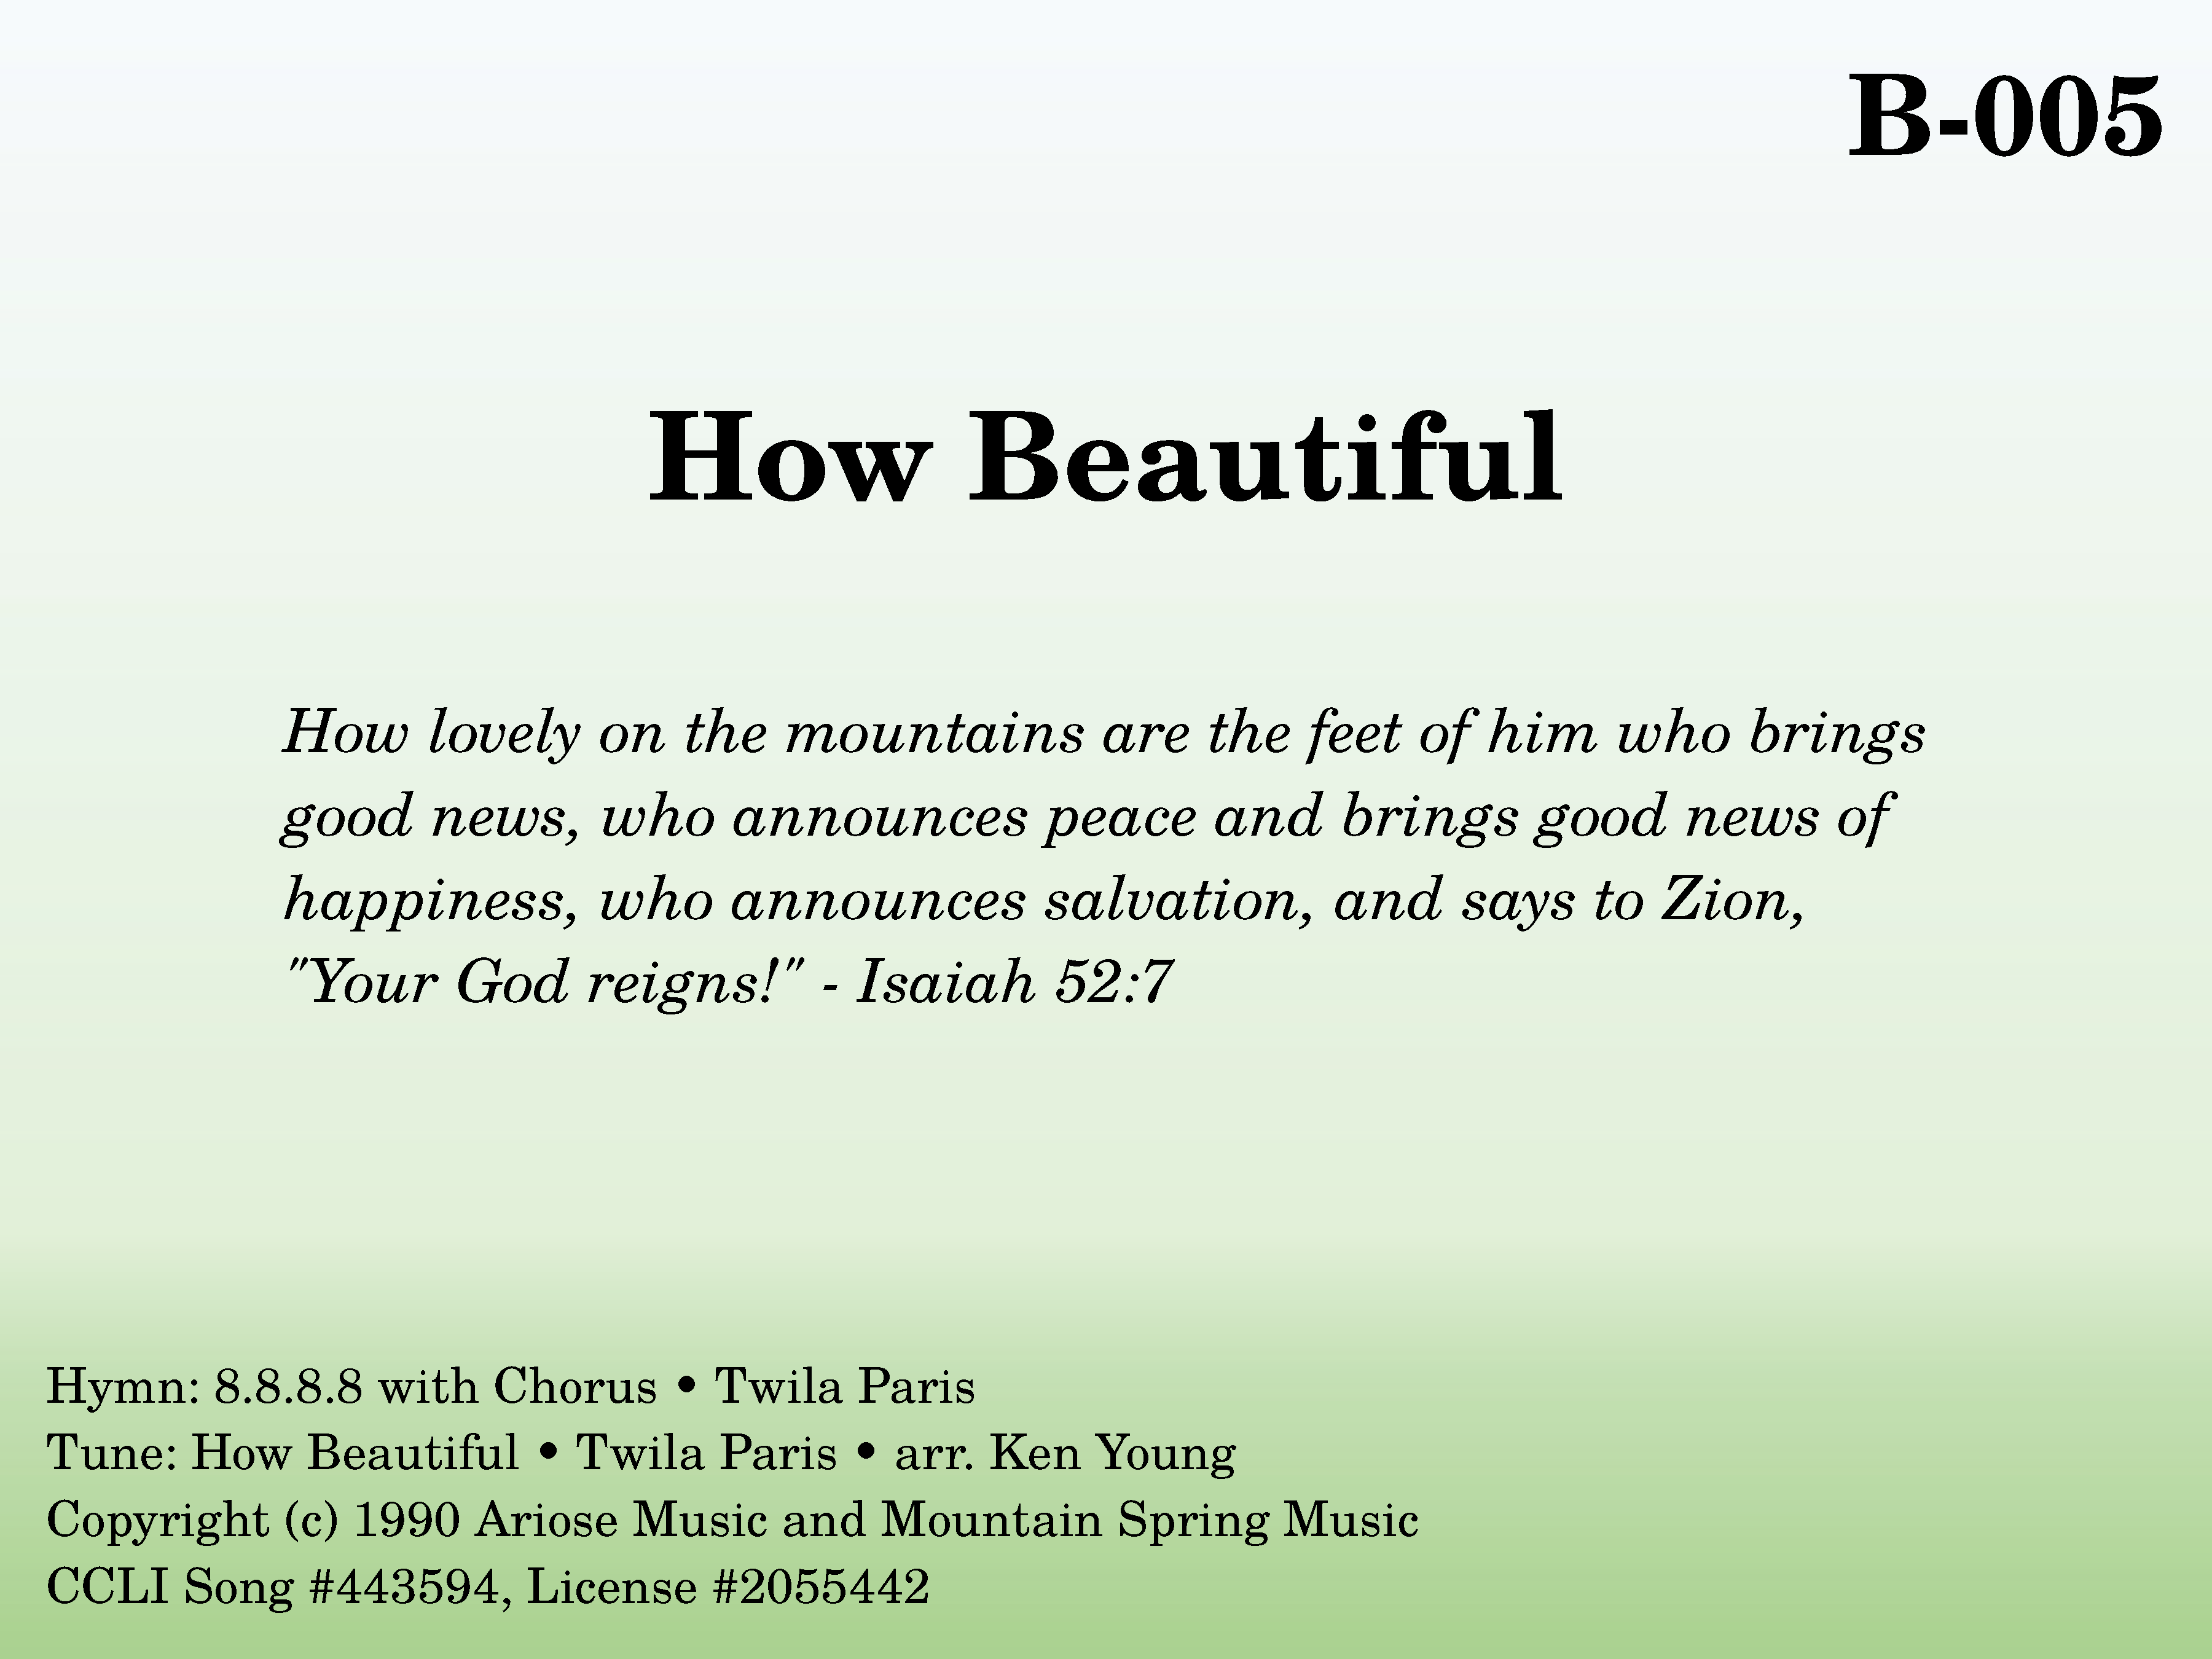 B-005
How Beautiful
How lovely on the mountains are the feet of him who brings
good news, who announces peace and brings good news of
happiness, who announces salvation, and says to Zion,
"Your God reigns!" - Isaiah 52:7
Hymn: 8.8.8.8 with Chorus • Twila Paris
Tune: How Beautiful • Twila Paris • arr. Ken Young
Copyright (c) 1990 Ariose Music and Mountain Spring Music
CCLI Song #443594, License #2055442